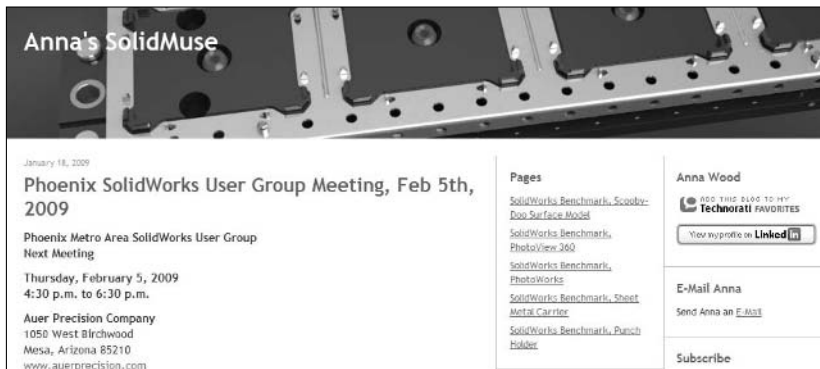 Anna's SolidMuse
January 18, 2009
Phoenix SolidWorks User Group Meeting, Feb 5th,
2009
Phoenix Metro Area SolidWorks User Group
Next Meeting
Thursday, February 5, 2009
4:30 p.m. to 6:30 p.m.
Auer Precision Company
1050 West Birchwood
Mesa, Arizona 85210
www.auerprecision.com
Pages
SolidWorks Benchmark, Scooby-
Doo Surface Model
SolidWorks Benchmark,
PhotoView 360
SolidWorks Benchmark,
PhotoWorks
SolidWorks Benchmark, Sheet
Metal Carrier
SolidWorks Benchmark, Punch
Holder
Anna Wood
ADD THIS BLOG TO MY
Technorati FAVORITES
View my profile on Linked in
E-Mail Anna
Send Anna an E-Mail
Subscribe